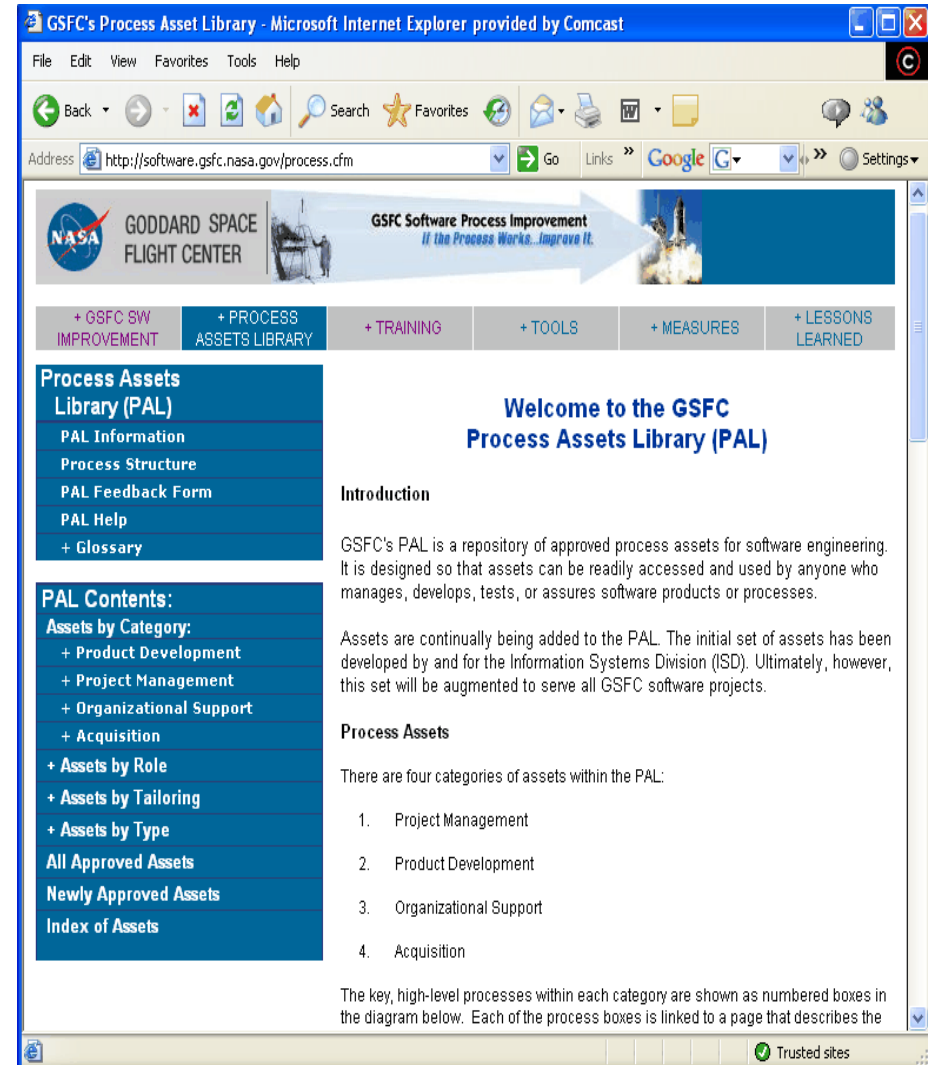 GSFC's Process Asset Library - Microsoft Internet Explorer provided by Comcast
File Edit View Favorites Tools Help
Back Search Favorites
Address http://software.gsfc.nasa.gov/process.cfm Go Links » Google G » Settings
NASA
GODDARD SPACE
FLIGHT CENTER
GSFC Software Process Improvement
If the Process Works...Improve It.
+ GSFC SW
IMPROVEMENT
+ PROCESS
ASSETS LIBRARY
+ TRAINING
+ TOOLS
+ MEASURES
+ LESSONS
LEARNED
Process Assets
Library (PAL)
PAL Information
Process Structure
PAL Feedback Form
PAL Help
+ Glossary
PAL Contents:
Assets by Category:
+ Product Development
+ Project Management
+ Organizational Support
+ Acquisition
+ Assets by Role
+ Assets by Tailoring
+ Assets by Type
All Approved Assets
Newly Approved Assets
Index of Assets
Welcome to the GSFC
Process Assets Library (PAL)
Introduction
GSFC's PAL is a repository of approved process assets for software engineering.
It is designed so that assets can be readily accessed and used by anyone who
manages, develops, tests, or assures software products or processes.
Assets are continually being added to the PAL. The initial set of assets has been
developed by and for the Information Systems Division (ISD). Ultimately, however,
this set will be augmented to serve all GSFC software projects.
Process Assets
There are four categories of assets within the PAL:
1. Project Management
2. Product Development
3. Organizational Support
4. Acquisition
The key, high-level processes within each category are shown as numbered boxes in
the diagram below. Each of the process boxes is linked to a page that describes the
Trusted sites